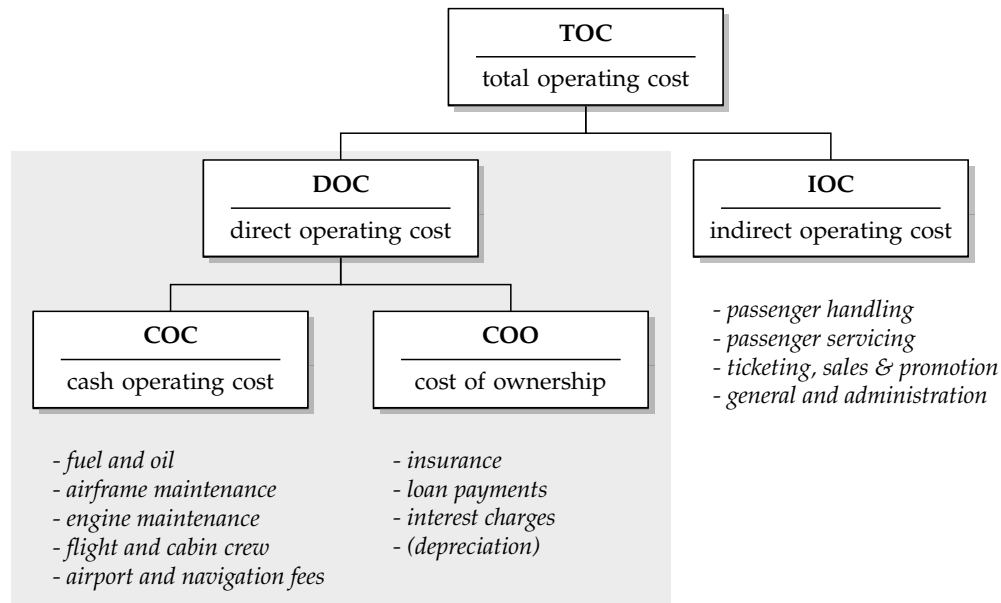 TOC
total operating cost
DOC
direct operating cost
IOC
indirect operating cost
COC
cash operating cost
COO
cost of ownership
- passenger handling
- passenger servicing
- ticketing, sales & promotion
- general and administration
- fuel and oil
- airframe maintenance
- engine maintenance
- flight and cabin crew
- airport and navigation fees
- insurance
- loan payments
- interest charges
- (depreciation)